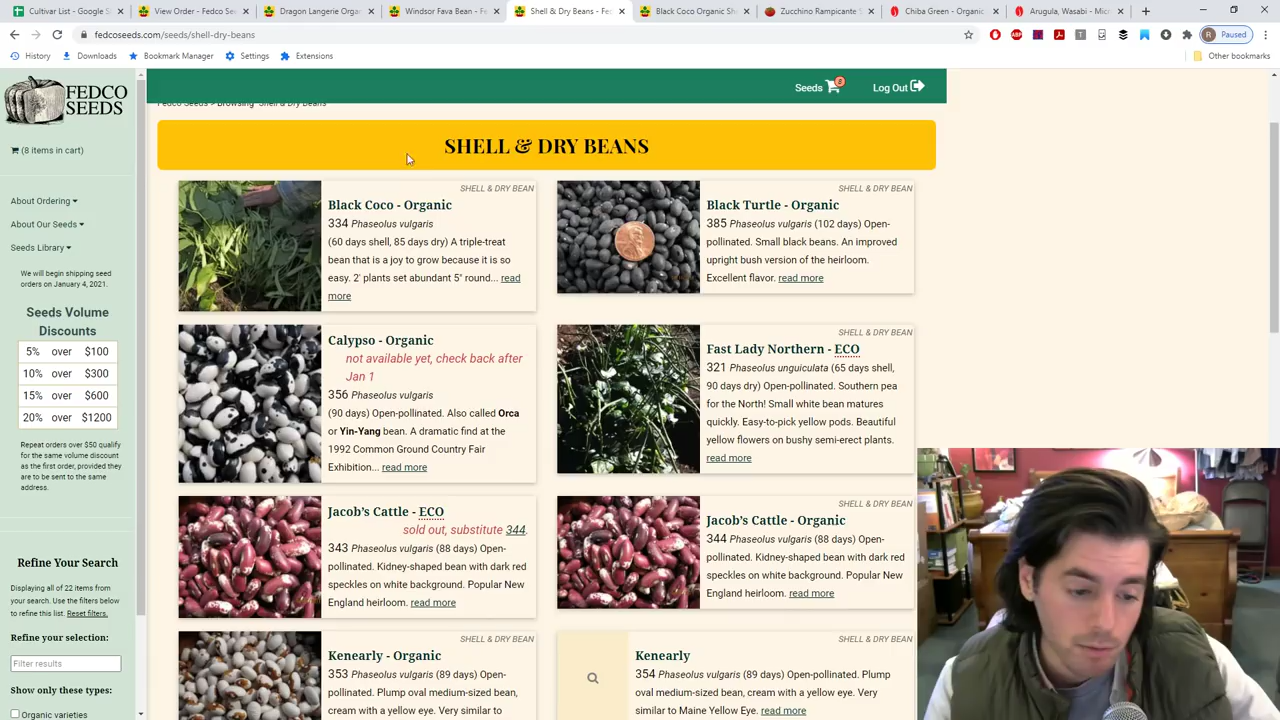 Cultivar List - Google S
View Order - Fedco See
Dragon Langerie Organic
Windsor Fava Bean - Fe
Shell & Dry Beans - Fed
Black Coco Organic She
Zucchino Rampicante S
Chiba Green - Organic
Arugula, Wasabi - Micr
fedcoseeds.com/seeds/shell-dry-beans
R Paused
History Downloads Bookmark Manager Settings Extensions Other bookmarks
FEDCO
SEEDS
(8 items in cart)
About Ordering
About Our Seeds
Seeds Library
We will begin shipping seed
orders on January 4, 2021.
Seeds Volume
Discounts
5% over $100
10% over $300
15% over $600
20% over $1200
Repeat orders over $50 qualify
for the same volume discount
as the first order, provided they
are to be sent to the same
address.
Refine Your Search
Displaying all of 22 items from
your search. Use the filters below
to refine this list. Reset filters.
Refine your selection:
Filter results
Show only these types:
Organic varieties
Seeds 8 Log Out
Fedco Seeds > Browsing "Shell & Dry Beans"
SHELL & DRY BEANS
SHELL & DRY BEAN
Black Coco - Organic
334 Phaseolus vulgaris
(60 days shell, 85 days dry) A triple-treat
bean that is a joy to grow because it is so
easy. 2' plants set abundant 5" round... read
more
SHELL & DRY BEAN
Black Turtle - Organic
385 Phaseolus vulgaris (102 days) Open-
pollinated. Small black beans. An improved
upright bush version of the heirloom.
Excellent flavor. read more
Calypso - Organic
not available yet, check back after
Jan 1
356 Phaseolus vulgaris
(90 days) Open-pollinated. Also called Orca
or Yin-Yang bean. A dramatic find at the
1992 Common Ground Country Fair
Exhibition... read more
SHELL & DRY BEAN
Fast Lady Northern - ECO
321 Phaseolus unguiculata (65 days shell,
90 days dry) Open-pollinated. Southern pea
for the North! Small white bean matures
quickly. Easy-to-pick yellow pods. Beautiful
yellow flowers on bushy semi-erect plants.
read more
Jacob's Cattle - ECO
sold out, substitute 344.
343 Phaseolus vulgaris (88 days) Open-
pollinated. Kidney-shaped bean with dark red
speckles on white background. Popular New
England heirloom. read more
SHELL & DRY BEAN
Jacob's Cattle - Organic
344 Phaseolus vulgaris (88 days) Open-
pollinated. Kidney-shaped bean with dark red
speckles on white background. Popular New
England heirloom. read more
SHELL & DRY BEAN
Kenearly - Organic
353 Phaseolus vulgaris (89 days) Open-
pollinated. Plump oval medium-sized bean,
cream with a yellow eye. Very similar to
SHELL & DRY BEAN
Kenearly
354 Phaseolus vulgaris (89 days) Open-pollinated. Plump
oval medium-sized bean, cream with a yellow eye. Very
similar to Maine Yellow Eye. read more